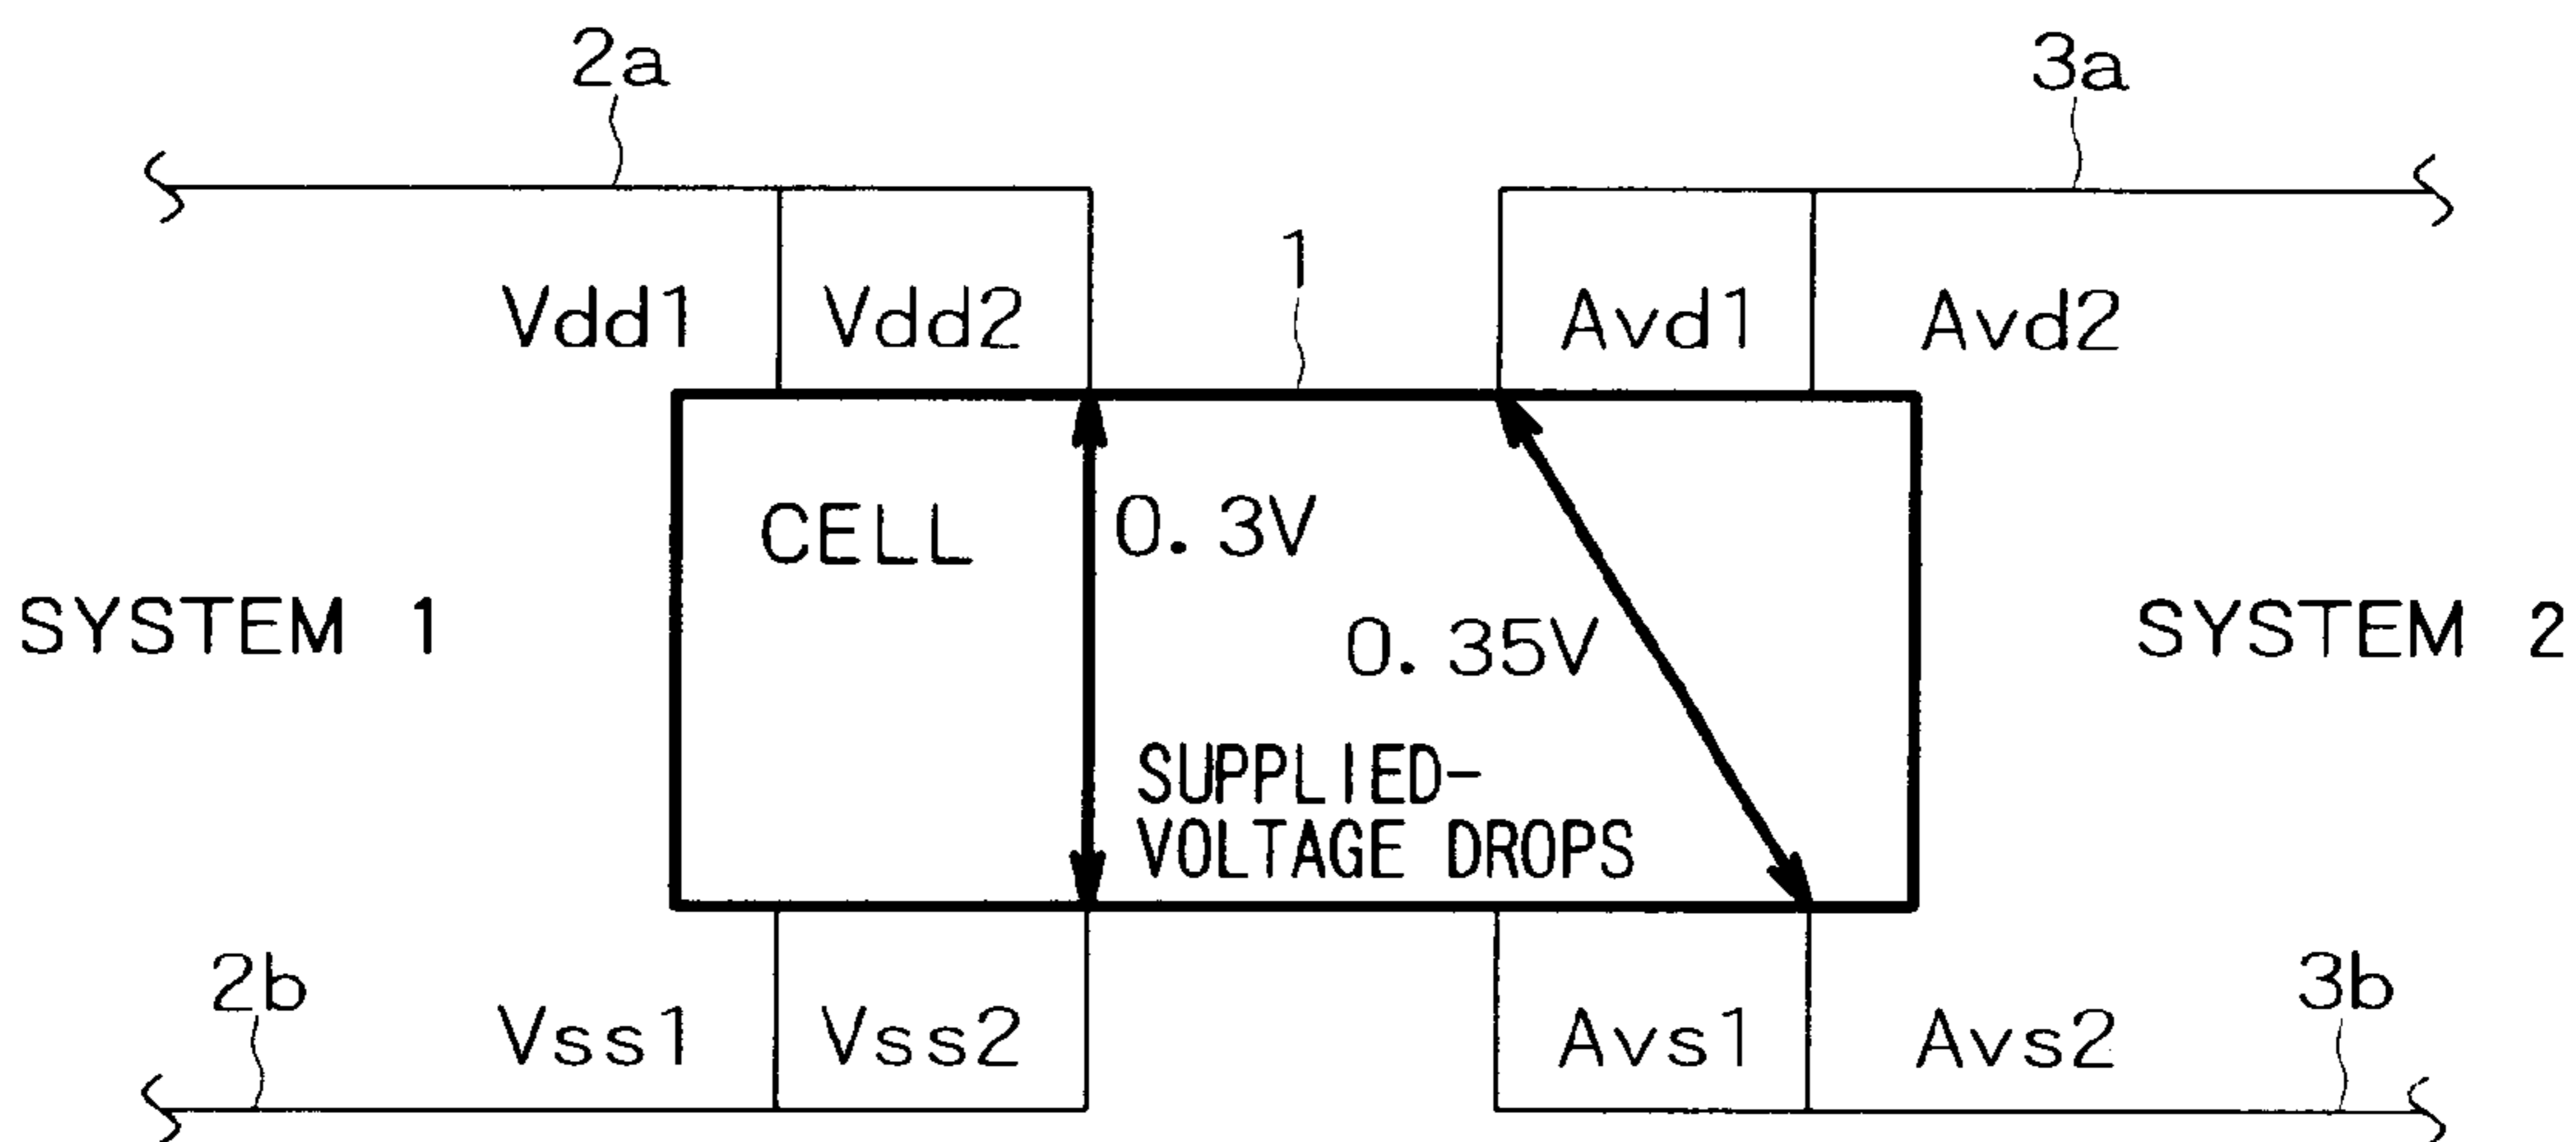 2a
3a
1
Vdd1 Vdd2 Avd1 Avd2
CELL 0.3V
SYSTEM 1 0.35V SYSTEM 2
SUPPLIED-
VOLTAGE DROPS
2b 3b
Vss1 Vss2 Avs1 Avs2